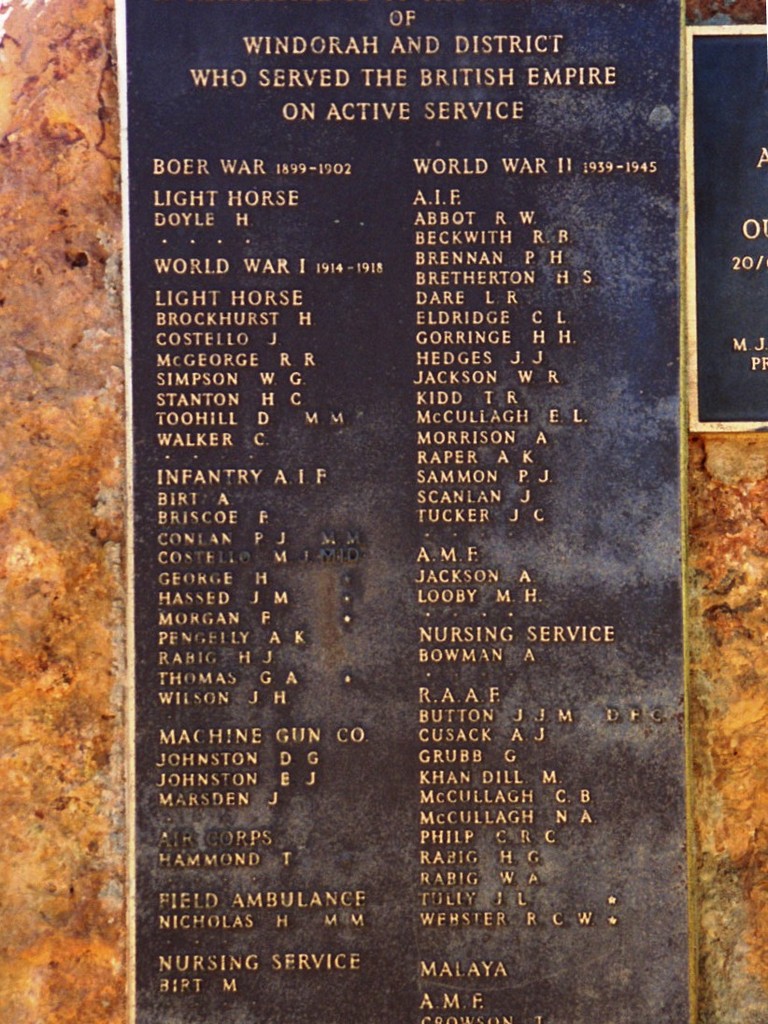 OF
WINDORAH AND DISTRICT
WHO SERVED THE BRITISH EMPIRE
ON ACTIVE SERVICE
BOER WAR 1899-1902
LIGHT HORSE
DOYLE H
. . . .
WORLD WAR I 1914-1918
LIGHT HORSE
BROCKHURST H
COSTELLO J
McGEORGE R R
SIMPSON W. G.
STANTON H C
TOOHILL D M M
WALKER C.
INFANTRY A I F
BIRT A
BRISCOE F.
CONLAN P J M M
COSTELLO M J M I D
GEORGE H *
HASSED J M *
MORGAN F *
PENGELLY A K
RABIG H J
THOMAS G A *
WILSON J H
MACHINE GUN CO.
JOHNSTON D G
JOHNSTON E J
MARSDEN J
AIR CORPS
HAMMOND T
FIELD AMBULANCE
NICHOLAS H M M
NURSING SERVICE
BIRT M
WORLD WAR II 1939-1945
A.I.F.
ABBOT R W.
BECKWITH R. B.
BRENNAN P H
BRETHERTON H S
DARE L R
ELDRIDGE C L
GORRINGE H H.
HEDGES J. J
JACKSON W R
KIDD T R
McCULLAGH E. L.
MORRISON A
RAPER A K
SAMMON P J.
SCANLAN J
TUCKER J C
A.M.F.
JACKSON A.
LOOBY M. H.
. . . . .
NURSING SERVICE
BOWMAN A
R.A.A.F.
BUTTON J J M D F C
CUSACK A J
GRUBB G
KHAN DILL M.
McCULLAGH C. B
McCULLAGH N A
PHILP C R C
RABIG H G
RABIG W A
TULLY J L *
WEBSTER R C W. *
MALAYA
A.M.F.
CROWSON J
20/
M.J.